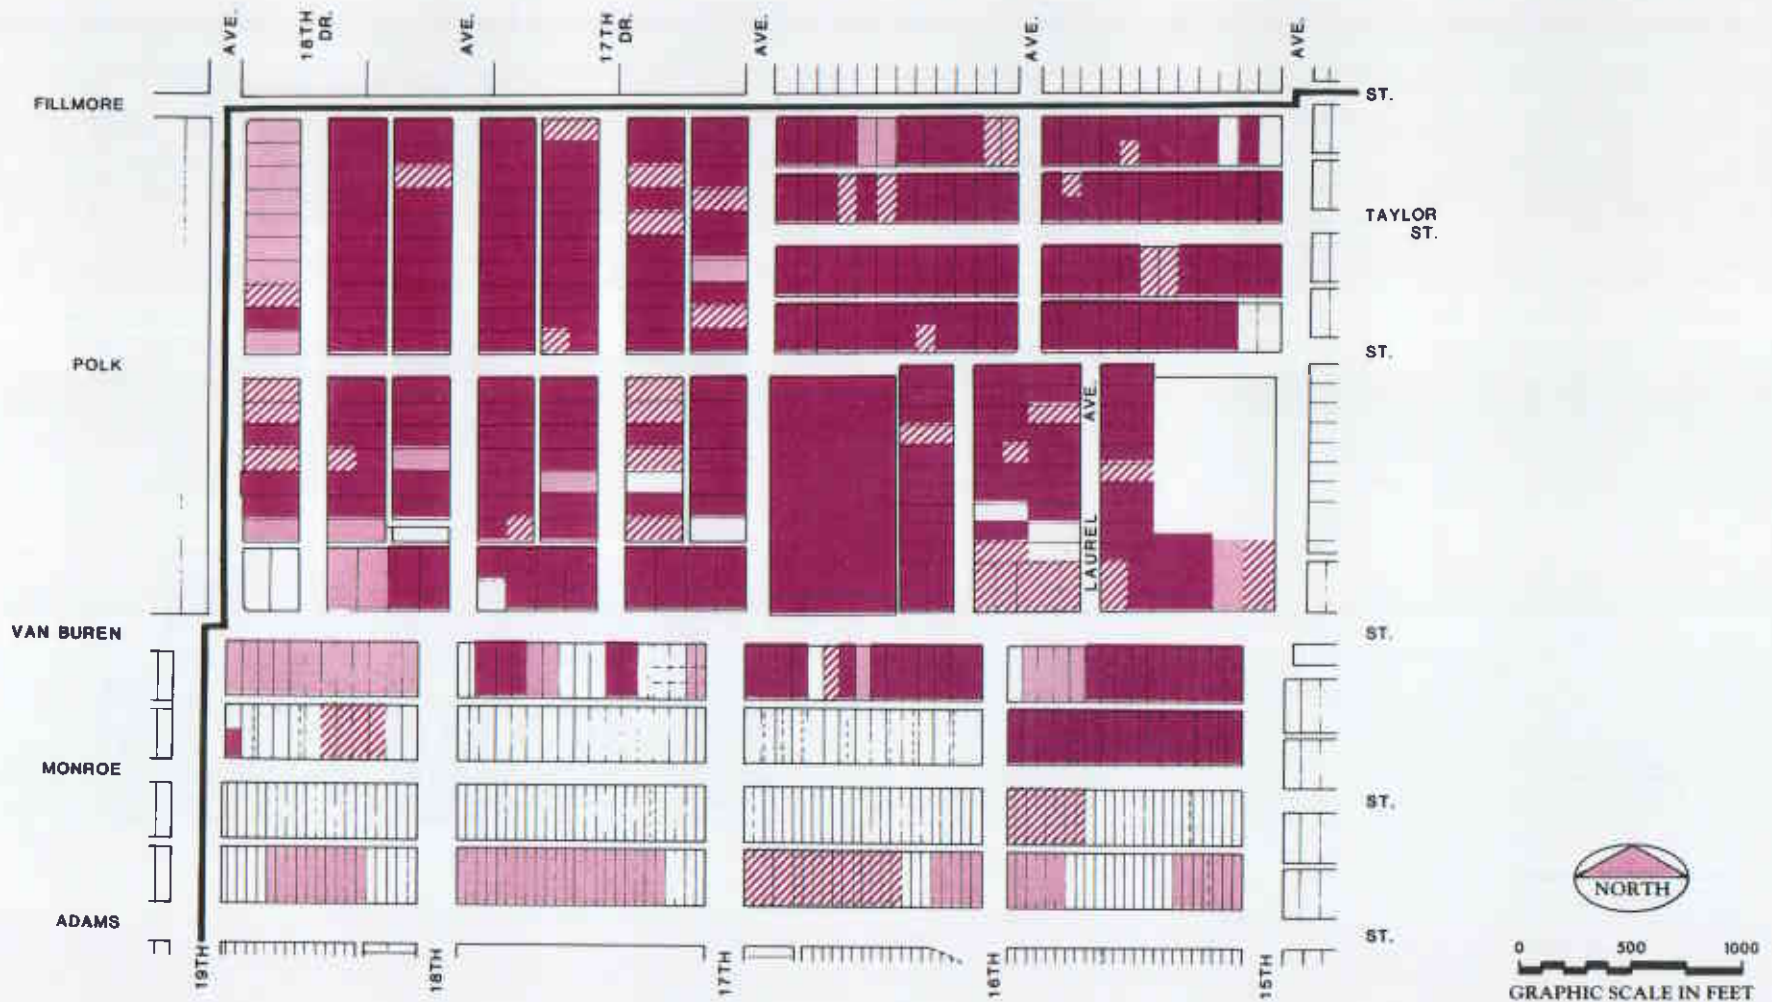 AVE.
18TH
DR.
AVE.
17TH
DR.
AVE.
AVE.
AVE.
FILLMORE
ST.
TAYLOR
ST.
POLK
ST.
LAUREL AVE.
VAN BUREN
ST.
MONROE
ST.
ADAMS
ST.
19TH
18TH
17TH
16TH
15TH
NORTH
0 500 1000
GRAPHIC SCALE IN FEET